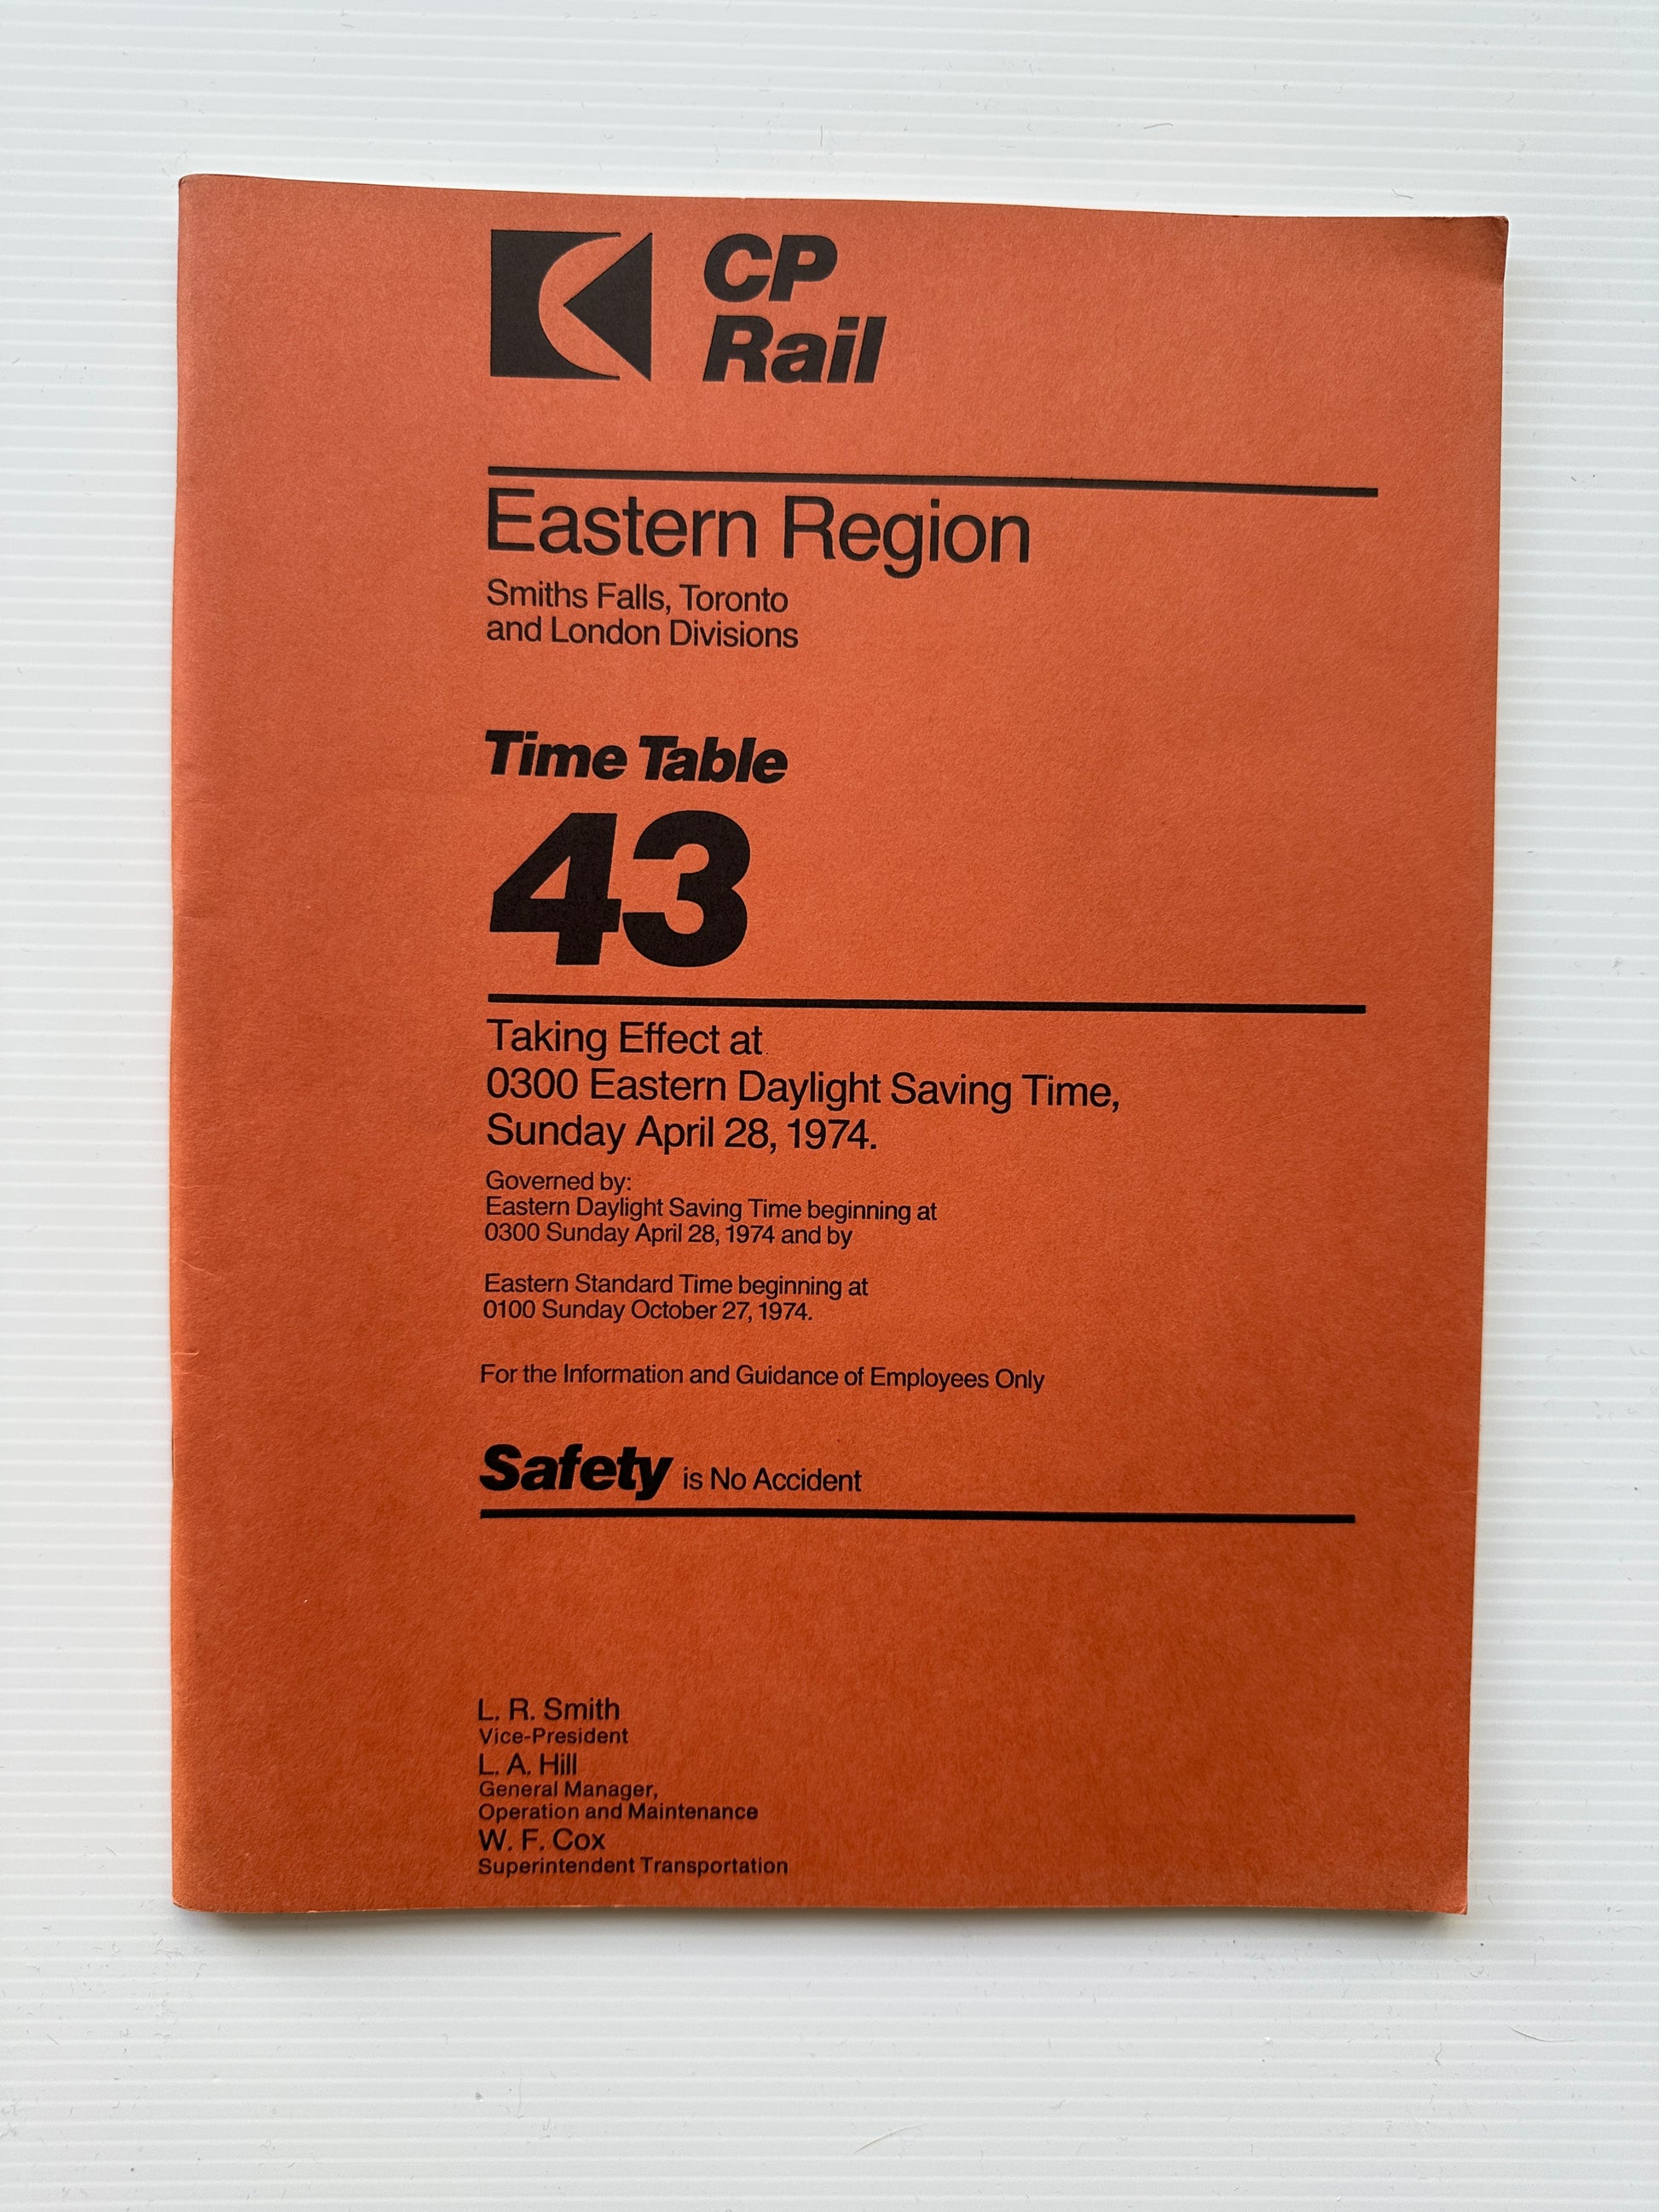 CP
Rail
Eastern Region
Smiths Falls, Toronto
and London Divisions
Time Table
43
Taking Effect at
0300 Eastern Daylight Saving Time,
Sunday April 28, 1974.
Governed by:
Eastern Daylight Saving Time beginning at
0300 Sunday April 28, 1974 and by
Eastern Standard Time beginning at
0100 Sunday October 27, 1974.
For the Information and Guidance of Employees Only
Safety is No Accident
L. R. Smith
Vice-President
L. A. Hill
General Manager,
Operation and Maintenance
W. F. Cox
Superintendent Transportation